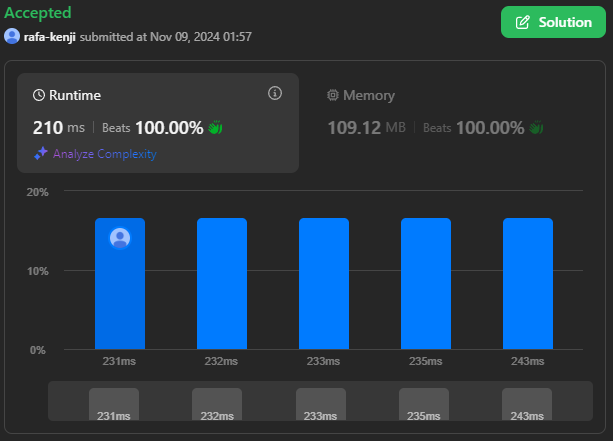 Accepted
rafa-kenji submitted at Nov 09, 2024 01:57
Solution
Runtime
210 ms | Beats 100.00%
Analyze Complexity
Memory
109.12 MB | Beats 100.00%
20%
10%
0%
231ms 232ms 233ms 235ms 243ms
231ms 232ms 233ms 235ms 243ms